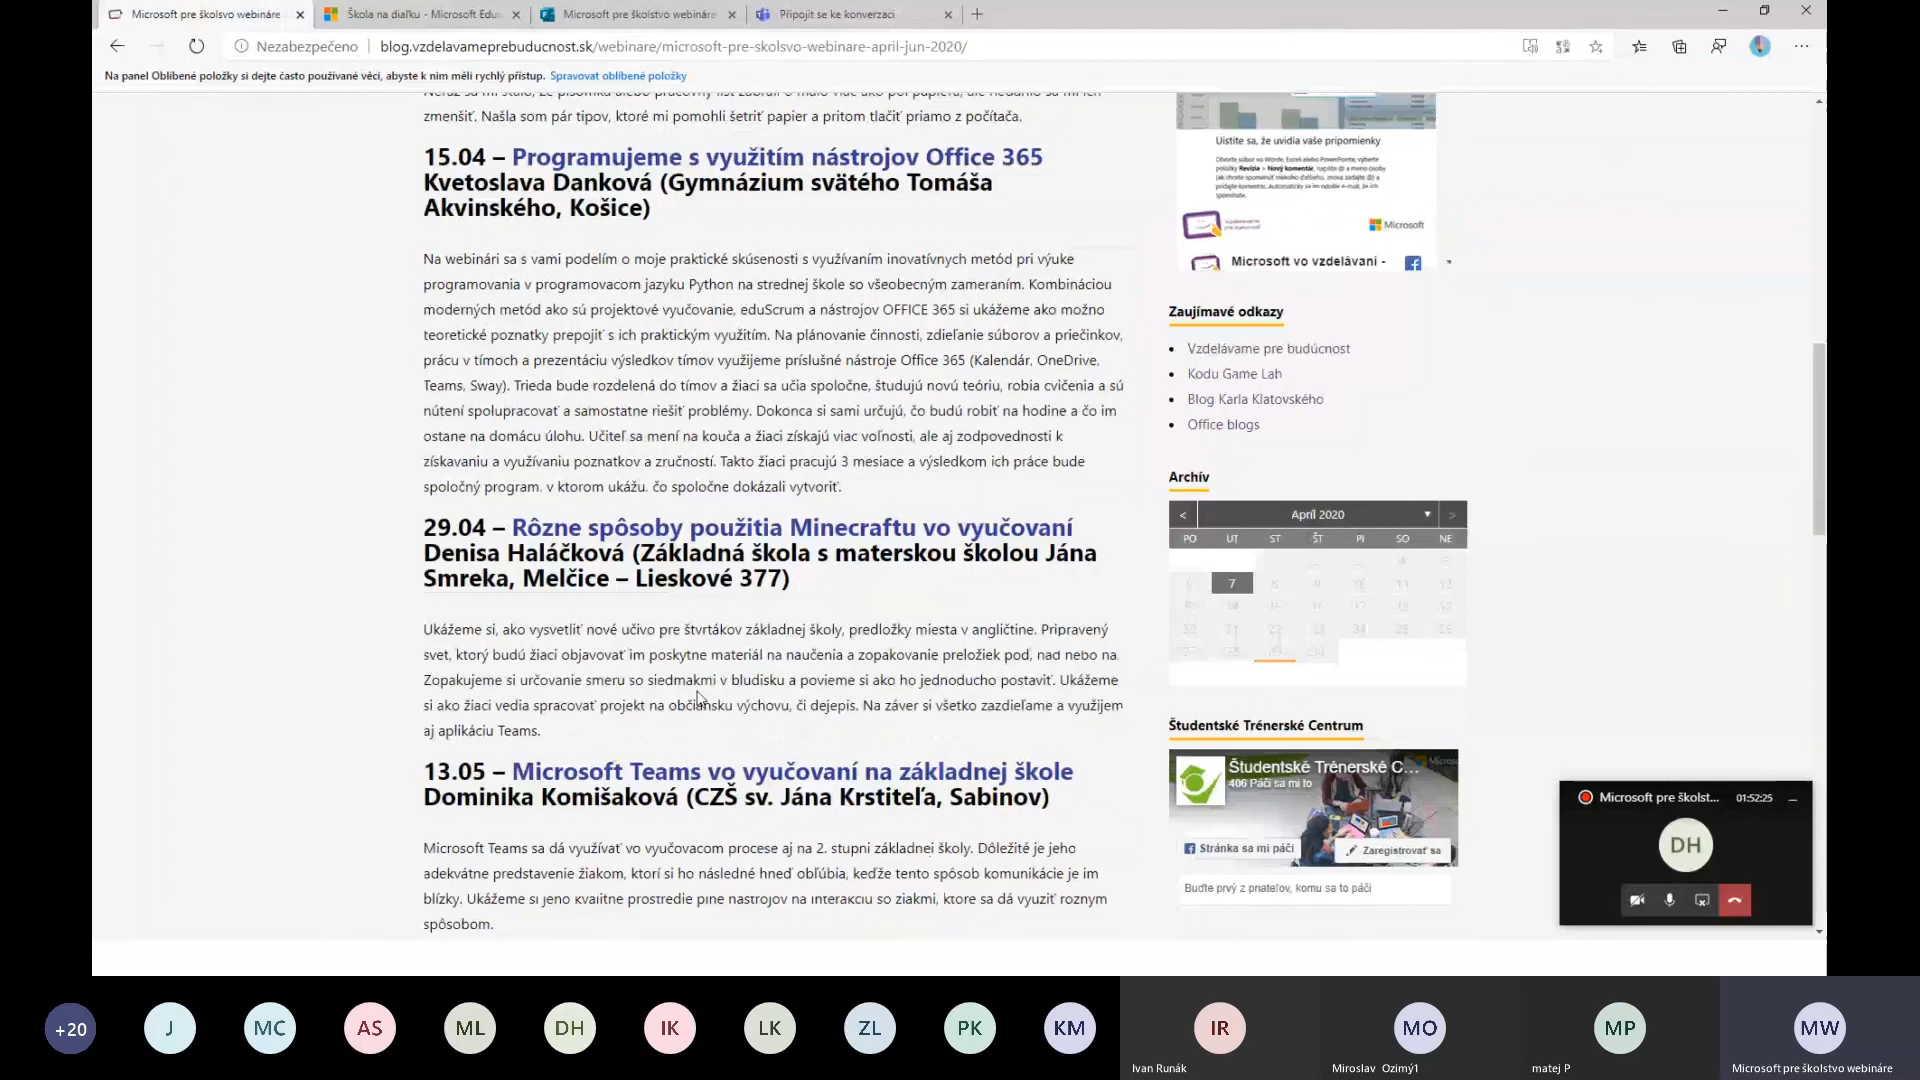 Microsoft pre školsvo webináre
Škola na diaľku - Microsoft Edu
Microsoft pre školstvo webináre
Připojit se ke konverzaci
Nezabezpečeno
blog.vzdelavameprebuducnost.sk/webinare/microsoft-pre-skolsvo-webinare-april-jun-2020/
Na panel Oblíbené položky si dejte často používané věci, abyste k nim měli rychlý přístup. Spravovat oblíbené položky
zmenšiť. Našla som pár tipov, ktoré mi pomohli šetriť papier a pritom tlačiť priamo z počítača.
15.04 – Programujeme s využitím nástrojov Office 365
Kvetoslava Danková (Gymnázium svätého Tomáša
Akvinského, Košice)
Na webinári sa s vami podelím o moje praktické skúsenosti s využívaním inovatívnych metód pri výuke
programovania v programovacom jazyku Python na strednej škole so všeobecným zameraním. Kombináciou
moderných metód ako sú projektové vyučovanie, eduScrum a nástrojov OFFICE 365 si ukážeme ako možno
teoretické poznatky prepojiť s ich praktickým využitím. Na plánovanie činnosti, zdieľanie súborov a priečinkov,
prácu v tímoch a prezentáciu výsledkov tímov využijeme príslušné nástroje Office 365 (Kalendár, OneDrive,
Teams, Sway). Trieda bude rozdelená do tímov a žiaci sa učia spoločne, študujú novú teóriu, robia cvičenia a sú
nútení spolupracovať a samostatne riešiť problémy. Dokonca si sami určujú, čo budú robiť na hodine a čo im
ostane na domácu úlohu. Učiteľ sa mení na kouča a žiaci získajú viac voľnosti, ale aj zodpovednosti k
získavaniu a využívaniu poznatkov a zručností. Takto žiaci pracujú 3 mesiace a výsledkom ich práce bude
spoločný program, v ktorom ukážu, čo spoločne dokázali vytvoriť.
29.04 – Rôzne spôsoby použitia Minecraftu vo vyučovaní
Denisa Haláčková (Základná škola s materskou školou Jána
Smreka, Melčice – Lieskové 377)
Ukážeme si, ako vysvetliť nové učivo pre štvrtákov základnej školy, predložky miesta v angličtine. Pripravený
svet, ktorý budú žiaci objavovať im poskytne materiál na naučenia a zopakovanie preložiek pod, nad nebo na.
Zopakujeme si určovanie smeru so siedmakmi v bludisku a povieme si ako ho jednoducho postaviť. Ukážeme
si ako žiaci vedia spracovať projekt na občiansku výchovu, či dejepis. Na záver si všetko zazdieľame a využijem
aj aplikáciu Teams.
13.05 – Microsoft Teams vo vyučovaní na základnej škole
Dominika Komišaková (CZŠ sv. Jána Krstiteľa, Sabinov)
Microsoft Teams sa dá využívať vo vyučovacom procese aj na 2. stupni základnej školy. Dôležité je jeho
adekvátne predstavenie žiakom, ktorí si ho následné hneď obľúbia, keďže tento spôsob komunikácie je im
blízky. Ukážeme si jeho kvalitné prostredie plné nástrojov na interakciu so žiakmi, ktoré sa dá využiť rôznym
spôsobom.
Uistite sa, že uvidia vaše pripomienky
Microsoft
Microsoft vo vzdelávaní -
Zaujímavé odkazy
Vzdelávame pre budúcnost
Kodu Game Lab
Blog Karla Klatovského
Office blogs
Archív
< Apríl 2020 >
PO UT ST ŠT PI SO NE
7
Študentské Trénerské Centrum
Študentské Trénerské C...
406 Páči sa mi to
Stránka sa mi páči
Zaregistrovať sa
Buďte prvý z priateľov, komu sa to páči
Microsoft pre školst...
01:52:25
DH
+20
J
MC
AS
ML
DH
IK
LK
ZL
PK
KM
IR
MO
MP
MW
Ivan Runák
Miroslav Ozimý1
matej P
Microsoft pre školstvo webináre